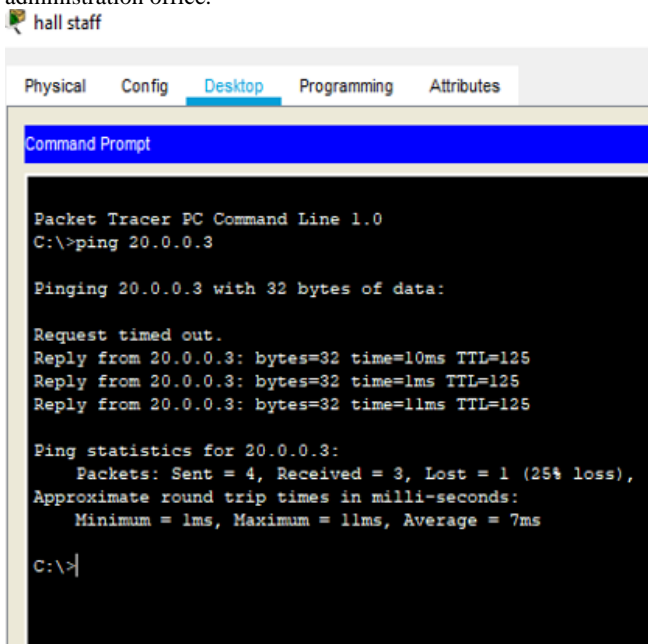 administration office.
hall staff
Physical Config Desktop Programming Attributes
Command Prompt
Packet Tracer PC Command Line 1.0
C:\>ping 20.0.0.3
Pinging 20.0.0.3 with 32 bytes of data:
Request timed out.
Reply from 20.0.0.3: bytes=32 time=10ms TTL=125
Reply from 20.0.0.3: bytes=32 time=1ms TTL=125
Reply from 20.0.0.3: bytes=32 time=11ms TTL=125
Ping statistics for 20.0.0.3:
Packets: Sent = 4, Received = 3, Lost = 1 (25% loss),
Approximate round trip times in milli-seconds:
Minimum = 1ms, Maximum = 11ms, Average = 7ms
C:\>